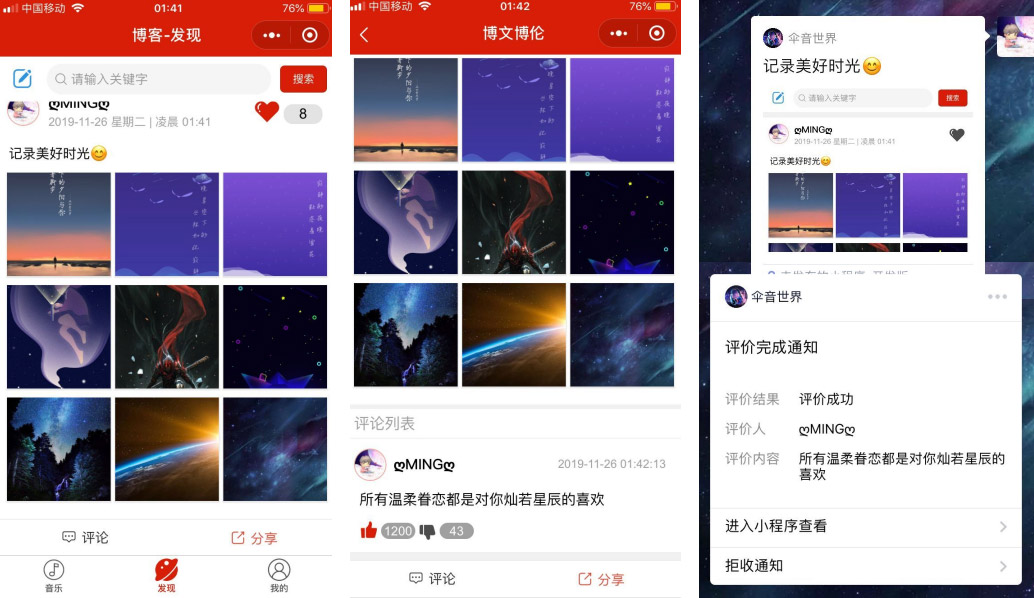 中国移动
01:41
76%
博客-发现
请输入关键字
搜索
ღMINGღ
2019-11-26 星期二 | 凌晨 01:41
8
记录美好时光😊
评论
分享
音乐
发现
我的
中国移动
01:42
76%
博文博伦
评论列表
ღMINGღ
2019-11-26 01:42:13
所有温柔眷恋都是对你灿若星辰的喜欢
1200
43
评论
分享
伞音世界
记录美好时光😊
请输入关键字
搜索
ღMINGღ
2019-11-26 星期二 | 凌晨 01:41
记录美好时光😊
伞音世界
评价完成通知
评价结果 评价成功
评价人 ღMINGღ
评价内容 所有温柔眷恋都是对你灿若星辰的
喜欢
进入小程序查看
拒收通知